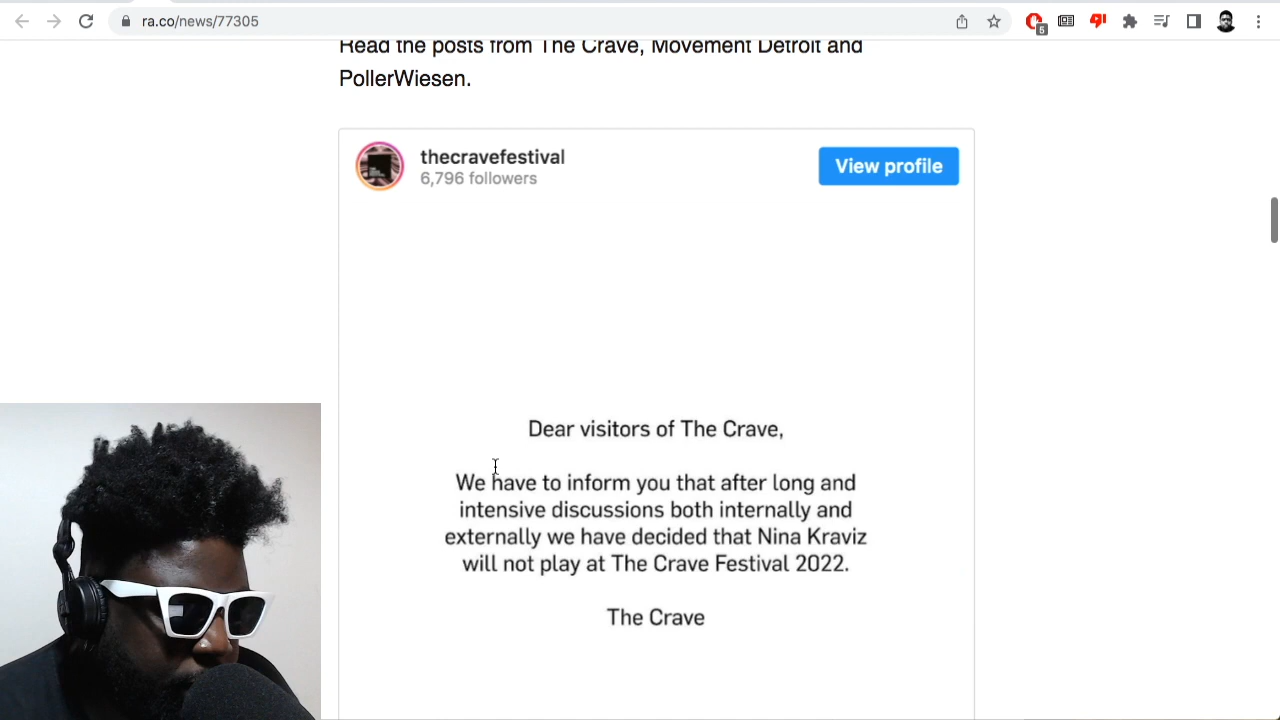 ra.co/news/77305
5
Read the posts from The Crave, Movement Detroit and
PollerWiesen.
thecravefestival
6,796 followers
View profile
Dear visitors of The Crave,
We have to inform you that after long and
intensive discussions both internally and
externally we have decided that Nina Kraviz
will not play at The Crave Festival 2022.
The Crave